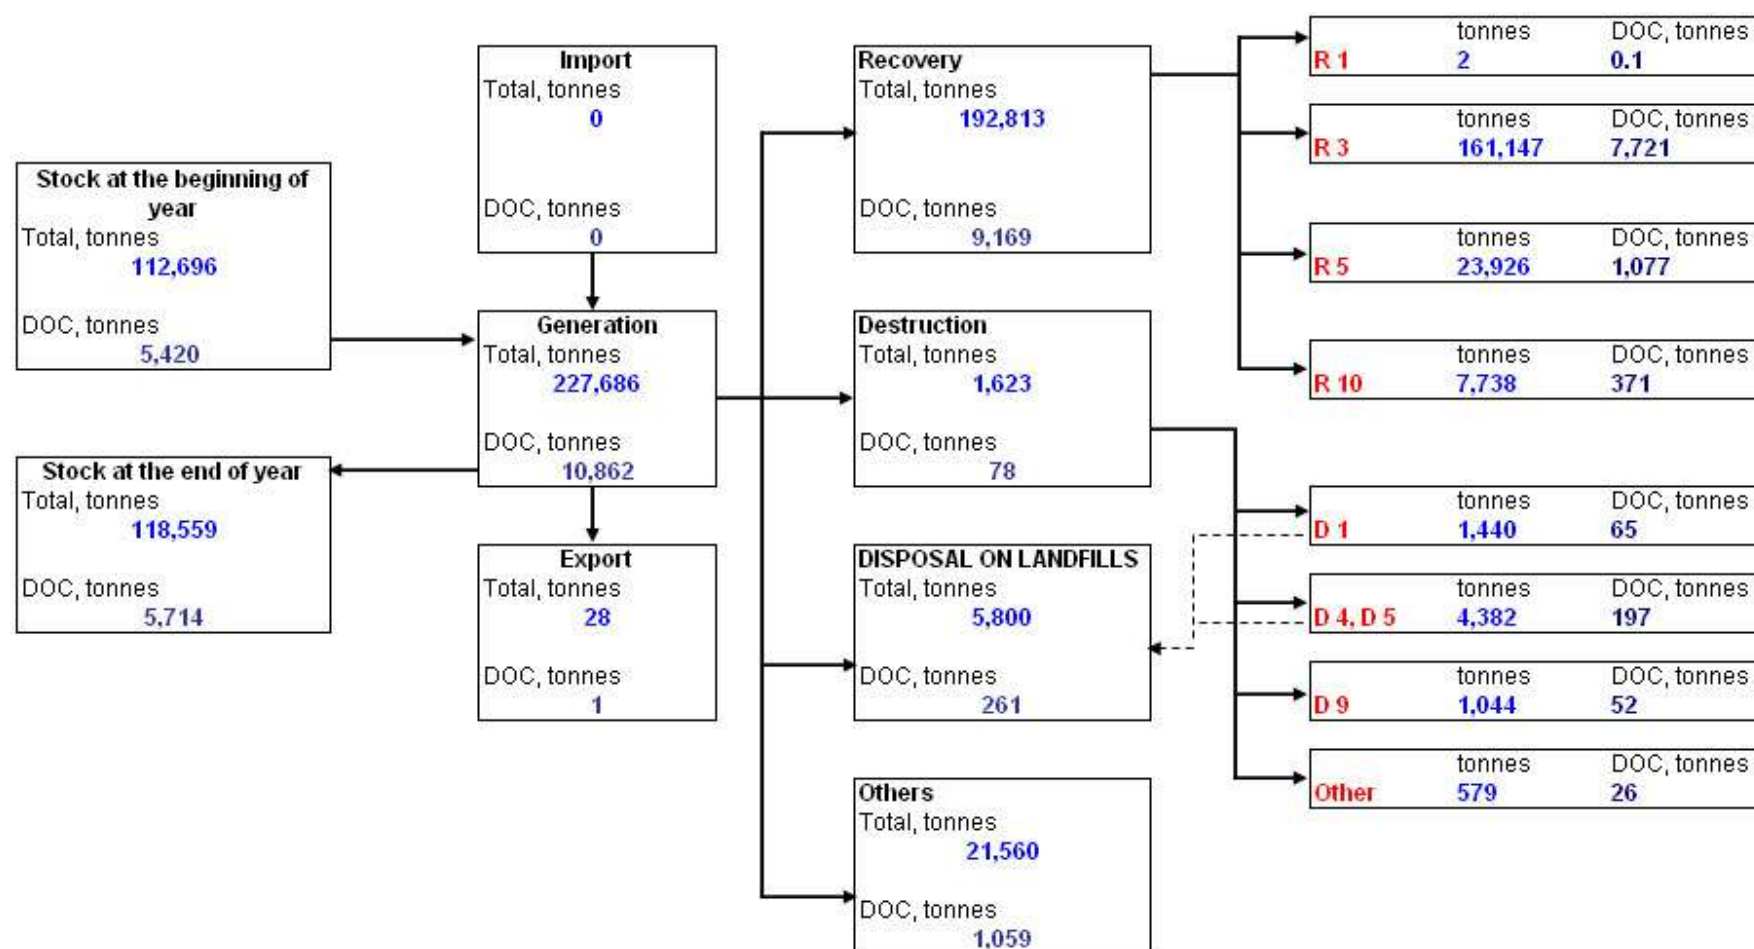 Stock at the beginning of
year
Total, tonnes
112,696
DOC, tonnes
5,420
Stock at the end of year
Total, tonnes
118,559
DOC, tonnes
5,714
Import
Total, tonnes
0
DOC, tonnes
0
Generation
Total, tonnes
227,686
DOC, tonnes
10,862
Export
Total, tonnes
28
DOC, tonnes
1
Recovery
Total, tonnes
192,813
DOC, tonnes
9,169
Destruction
Total, tonnes
1,623
DOC, tonnes
78
DISPOSAL ON LANDFILLS
Total, tonnes
5,800
DOC, tonnes
261
Others
Total, tonnes
21,560
DOC, tonnes
1,059
tonnes DOC, tonnes
R 1 2 0.1
tonnes DOC, tonnes
R 3 161,147 7,721
tonnes DOC, tonnes
R 5 23,926 1,077
tonnes DOC, tonnes
R 10 7,738 371
tonnes DOC, tonnes
D 1 1,440 65
tonnes DOC, tonnes
D 4, D 5 4,382 197
tonnes DOC, tonnes
D 9 1,044 52
tonnes DOC, tonnes
Other 579 26